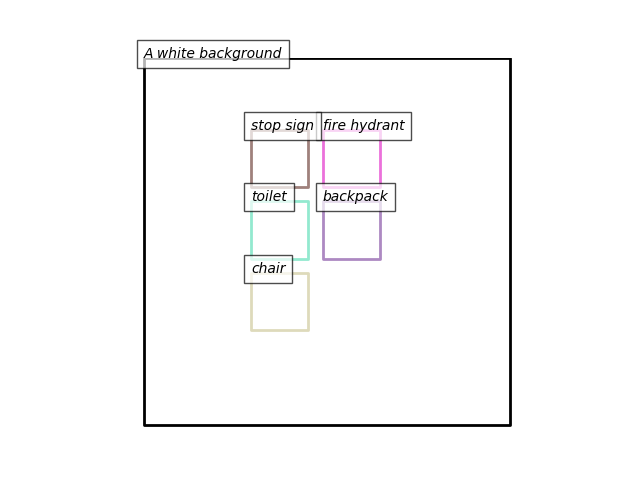 A white background
stop sign
fire hydrant
toilet
backpack
chair